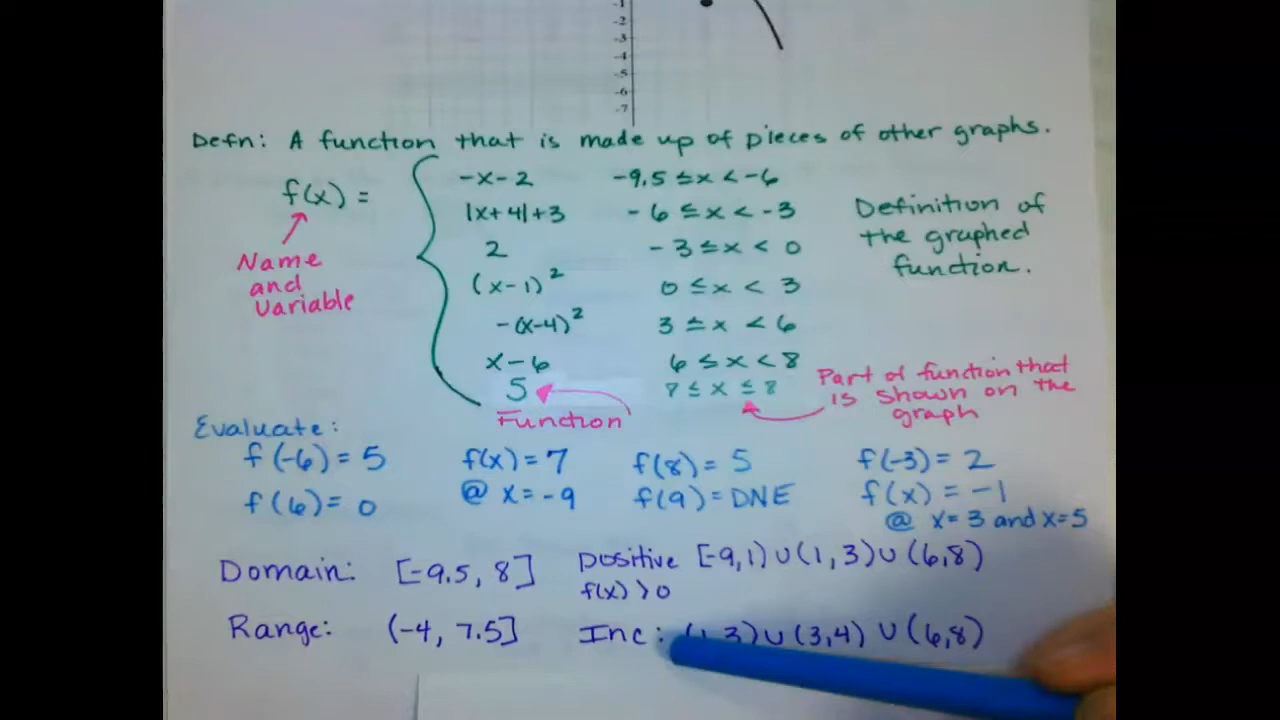 -1
-2
-3
-4
-5
-6
-7
Defn: A function that is made up of pieces of other graphs.
f(x) =
-x-2 -9.5 ≤ x < -6
|x+4|+3 -6 ≤ x < -3
2 -3 ≤ x < 0
(x-1)² 0 ≤ x < 3
-(x-4)² 3 ≤ x < 6
x-6 6 ≤ x < 8
5 8 ≤ x ≤ 8
Name
and
Variable
Definition of
the graphed
function.
Function
Part of function that
is shown on the
graph
Evaluate:
f(-6) = 5 f(x) = 7 f(8) = 5 f(-3) = 2
f(6) = 0 @ x = -9 f(9) = DNE f(x) = -1
@ x=3 and x=5
Domain: [-9.5, 8] positive [-9,1) ∪ (1,3) ∪ (6,8)
f(x) > 0
Range: (-4, 7.5] Inc: (1,3) ∪ (3,4) ∪ (6,8)